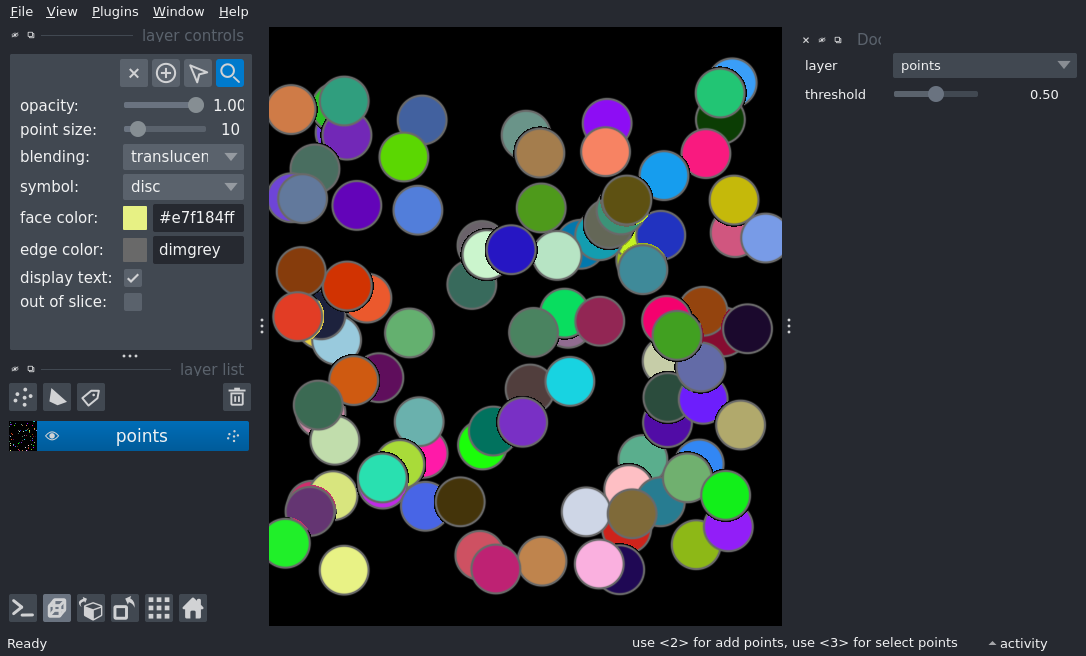 File View Plugins Window Help
layer controls
opacity: 1.00
point size: 10
blending: translucen
symbol: disc
face color: #e7f184ff
edge color: dimgrey
display text:
out of slice:
layer list
points
layer points
threshold 0.50
Ready
use <2> for add points, use <3> for select points
activity